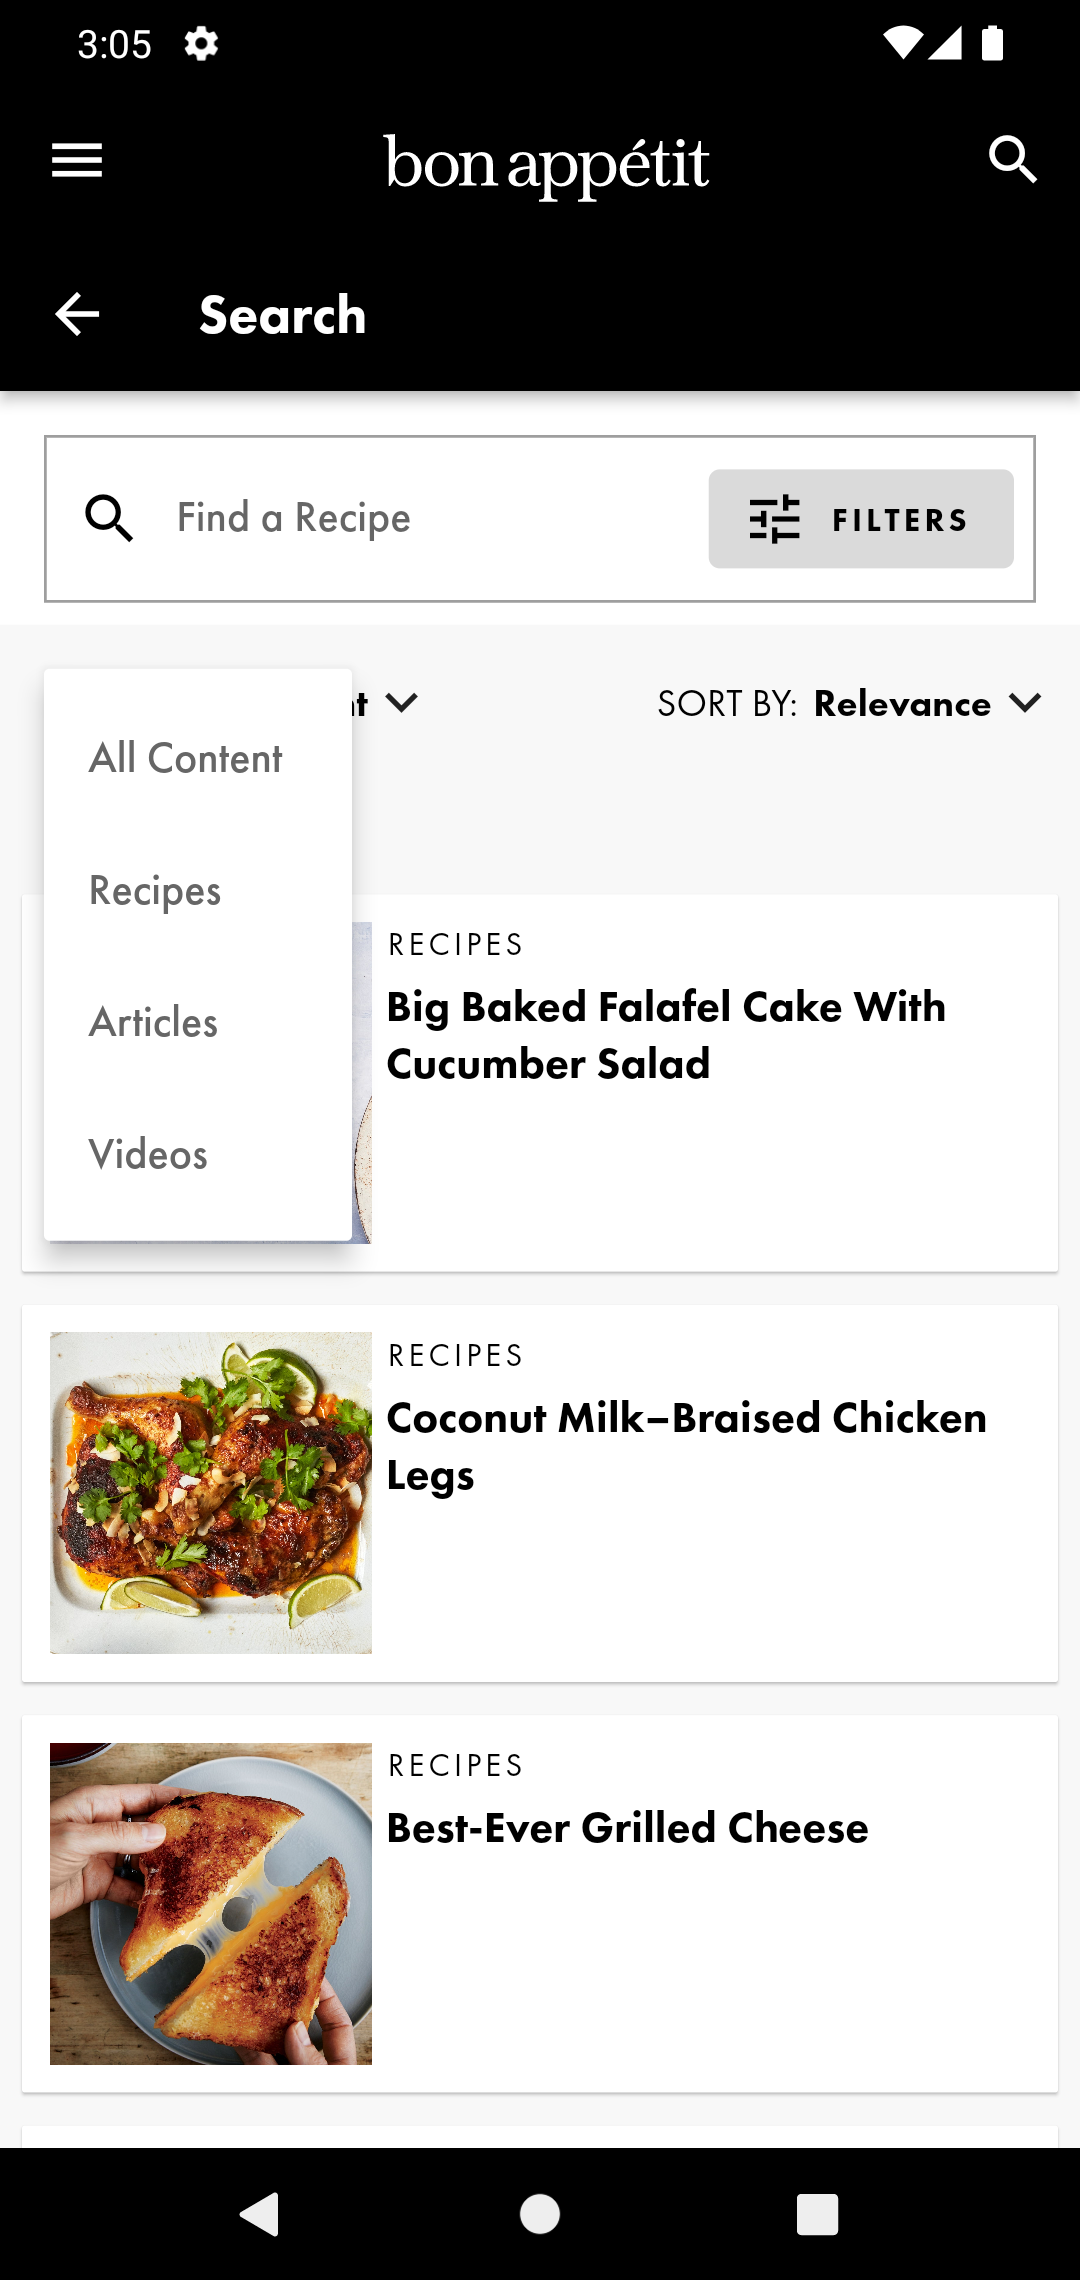 3:05
bon appétit
Search
Find a Recipe
FILTERS
SORT BY: Relevance
All Content
Recipes
Articles
Videos
RECIPES
Big Baked Falafel Cake With
Cucumber Salad
RECIPES
Coconut Milk–Braised Chicken
Legs
RECIPES
Best-Ever Grilled Cheese